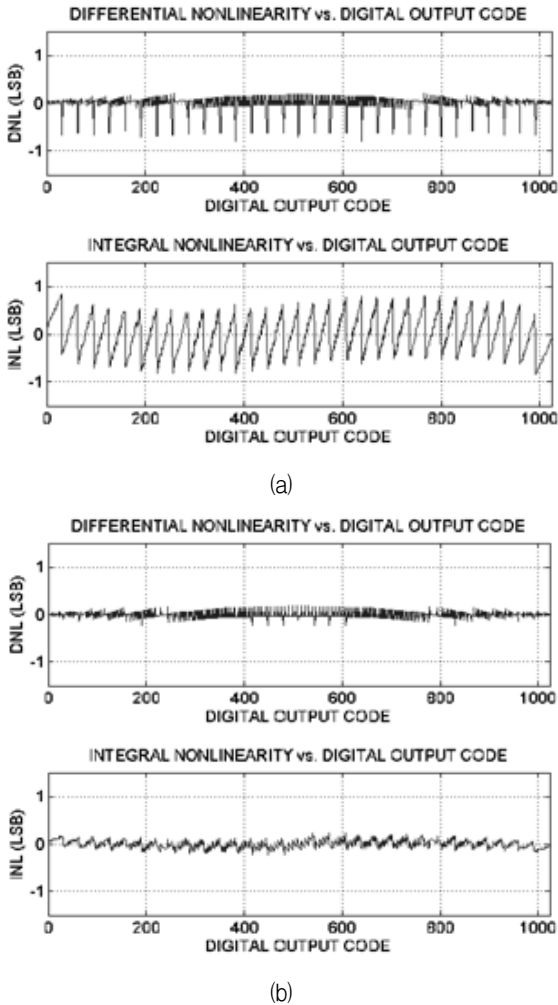 DIFFERENTIAL NONLINEARITY vs. DIGITAL OUTPUT CODE
DNL (LSB)
1
0
-1
0 200 400 600 800 1000
DIGITAL OUTPUT CODE
INTEGRAL NONLINEARITY vs. DIGITAL OUTPUT CODE
INL (LSB)
1
0
-1
0 200 400 600 800 1000
DIGITAL OUTPUT CODE
(a)
DIFFERENTIAL NONLINEARITY vs. DIGITAL OUTPUT CODE
DNL (LSB)
1
0
-1
0 200 400 600 800 1000
DIGITAL OUTPUT CODE
INTEGRAL NONLINEARITY vs. DIGITAL OUTPUT CODE
INL (LSB)
1
0
-1
0 200 400 600 800 1000
DIGITAL OUTPUT CODE
(b)